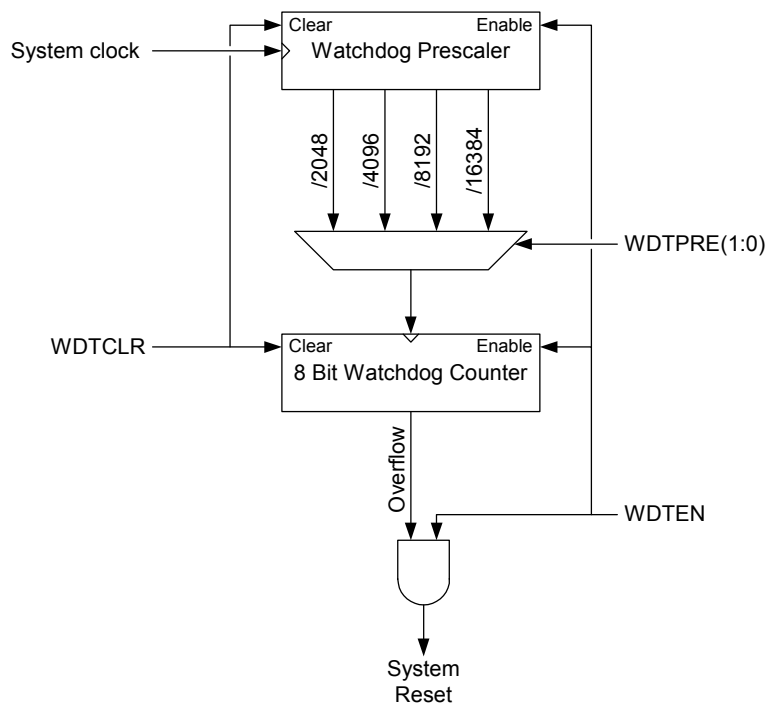 Clear
Enable
System clock
Watchdog Prescaler
/2048
/4096
/8192
/16384
WDTPRE(1:0)
WDTCLR
Clear
Enable
8 Bit Watchdog Counter
Overflow
WDTEN
System
Reset